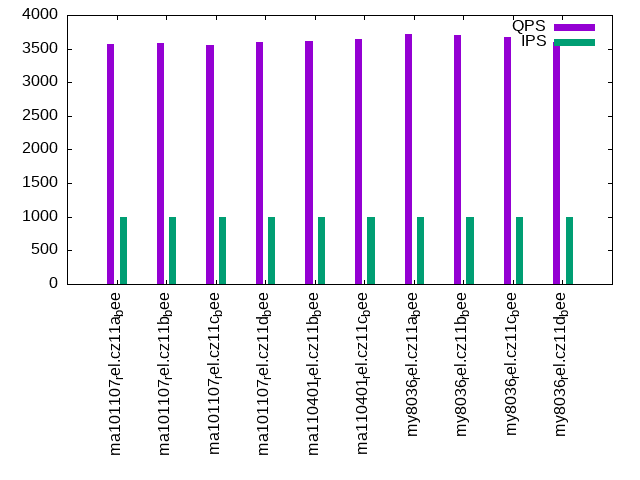 4000
3500
3000
2500
2000
1500
1000
500
0
QPS
IPS
ma101107rel.cz11abee
ma101107rel.cz11bbee
ma101107rel.cz11cbee
ma101107rel.cz11dbee
ma110401rel.cz11bbee
ma110401rel.cz11cbee
my8036rel.cz11abee
my8036rel.cz11bbee
my8036rel.cz11cbee
my8036rel.cz11dbee